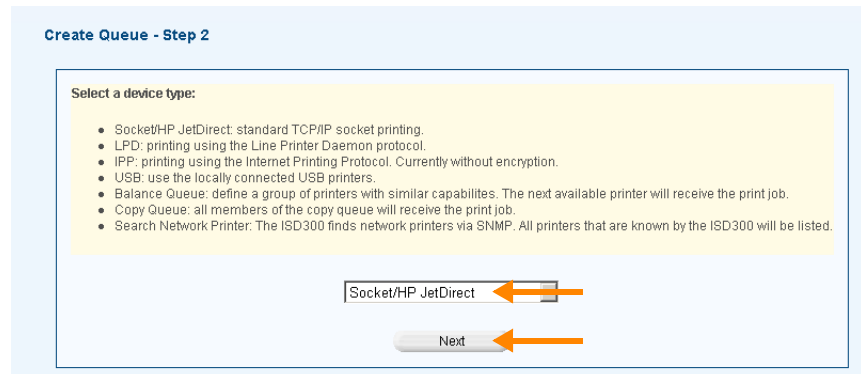 Create Queue - Step 2
Select a device type:
● Socket/HP JetDirect: standard TCP/IP socket printing.
● LPD: printing using the Line Printer Daemon protocol.
● IPP: printing using the Internet Printing Protocol. Currently without encryption.
● USB: use the locally connected USB printers.
● Balance Queue: define a group of printers with similar capabilites. The next available printer will receive the print job.
● Copy Queue: all members of the copy queue will receive the print job.
● Search Network Printer: The ISD300 finds network printers via SNMP. All printers that are known by the ISD300 will be listed.
Socket/HP JetDirect
Next